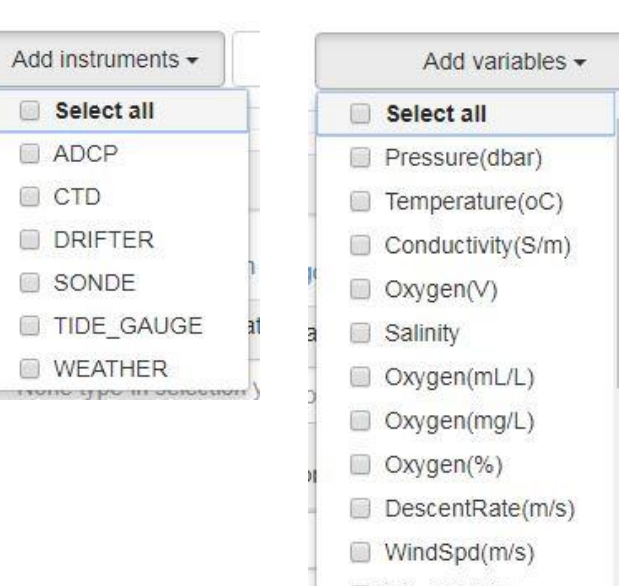 Add instruments
Select all
ADCP
CTD
DRIFTER
SONDE
TIDE_GAUGE
WEATHER
Add variables
Select all
Pressure(dbar)
Temperature(oC)
Conductivity(S/m)
Oxygen(V)
Salinity
Oxygen(mL/L)
Oxygen(mg/L)
Oxygen(%)
DescentRate(m/s)
WindSpd(m/s)